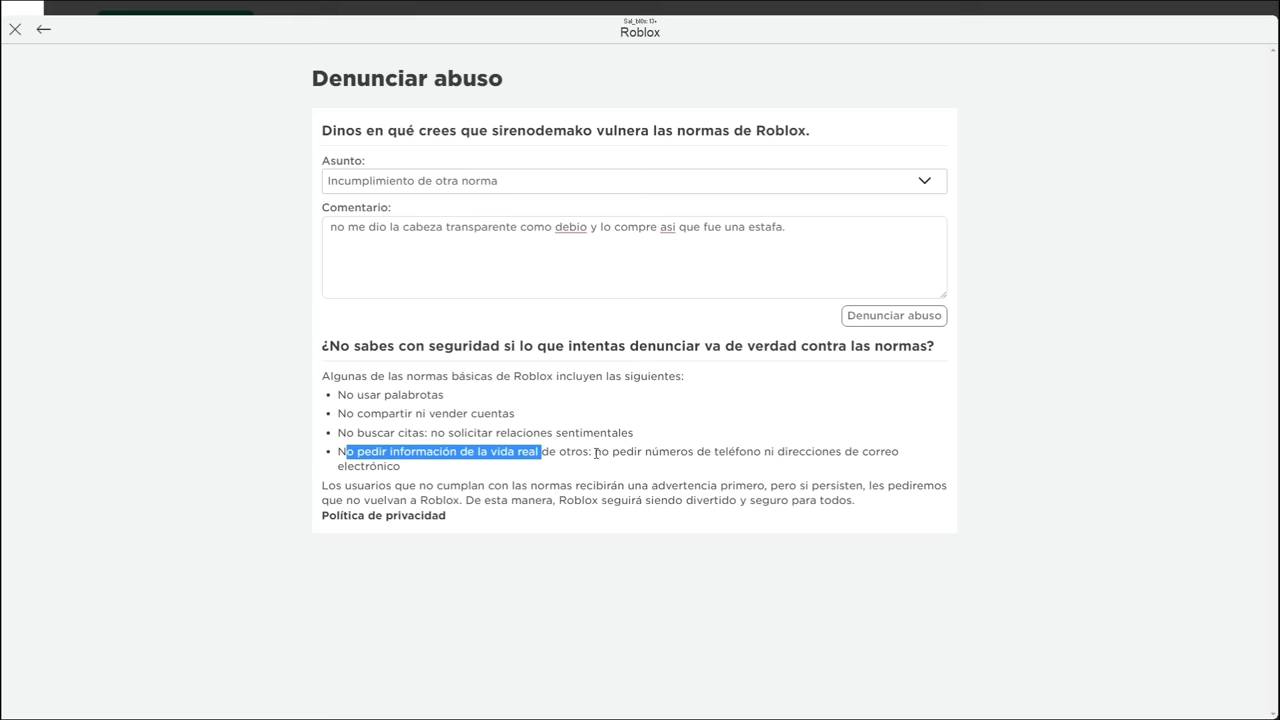 Sal_bl0s: 13+
Roblox
Denunciar abuso
Dinos en qué crees que sirenodemako vulnera las normas de Roblox.
Asunto:
Incumplimiento de otra norma
Comentario:
no me dio la cabeza transparente como debio y lo compre asi que fue una estafa.
Denunciar abuso
¿No sabes con seguridad si lo que intentas denunciar va de verdad contra las normas?
Algunas de las normas básicas de Roblox incluyen las siguientes:
• No usar palabrotas
• No compartir ni vender cuentas
• No buscar citas: no solicitar relaciones sentimentales
• No pedir información de la vida real de otros: no pedir números de teléfono ni direcciones de correo
electrónico
Los usuarios que no cumplan con las normas recibirán una advertencia primero, pero si persisten, les pediremos
que no vuelvan a Roblox. De esta manera, Roblox seguirá siendo divertido y seguro para todos.
Política de privacidad